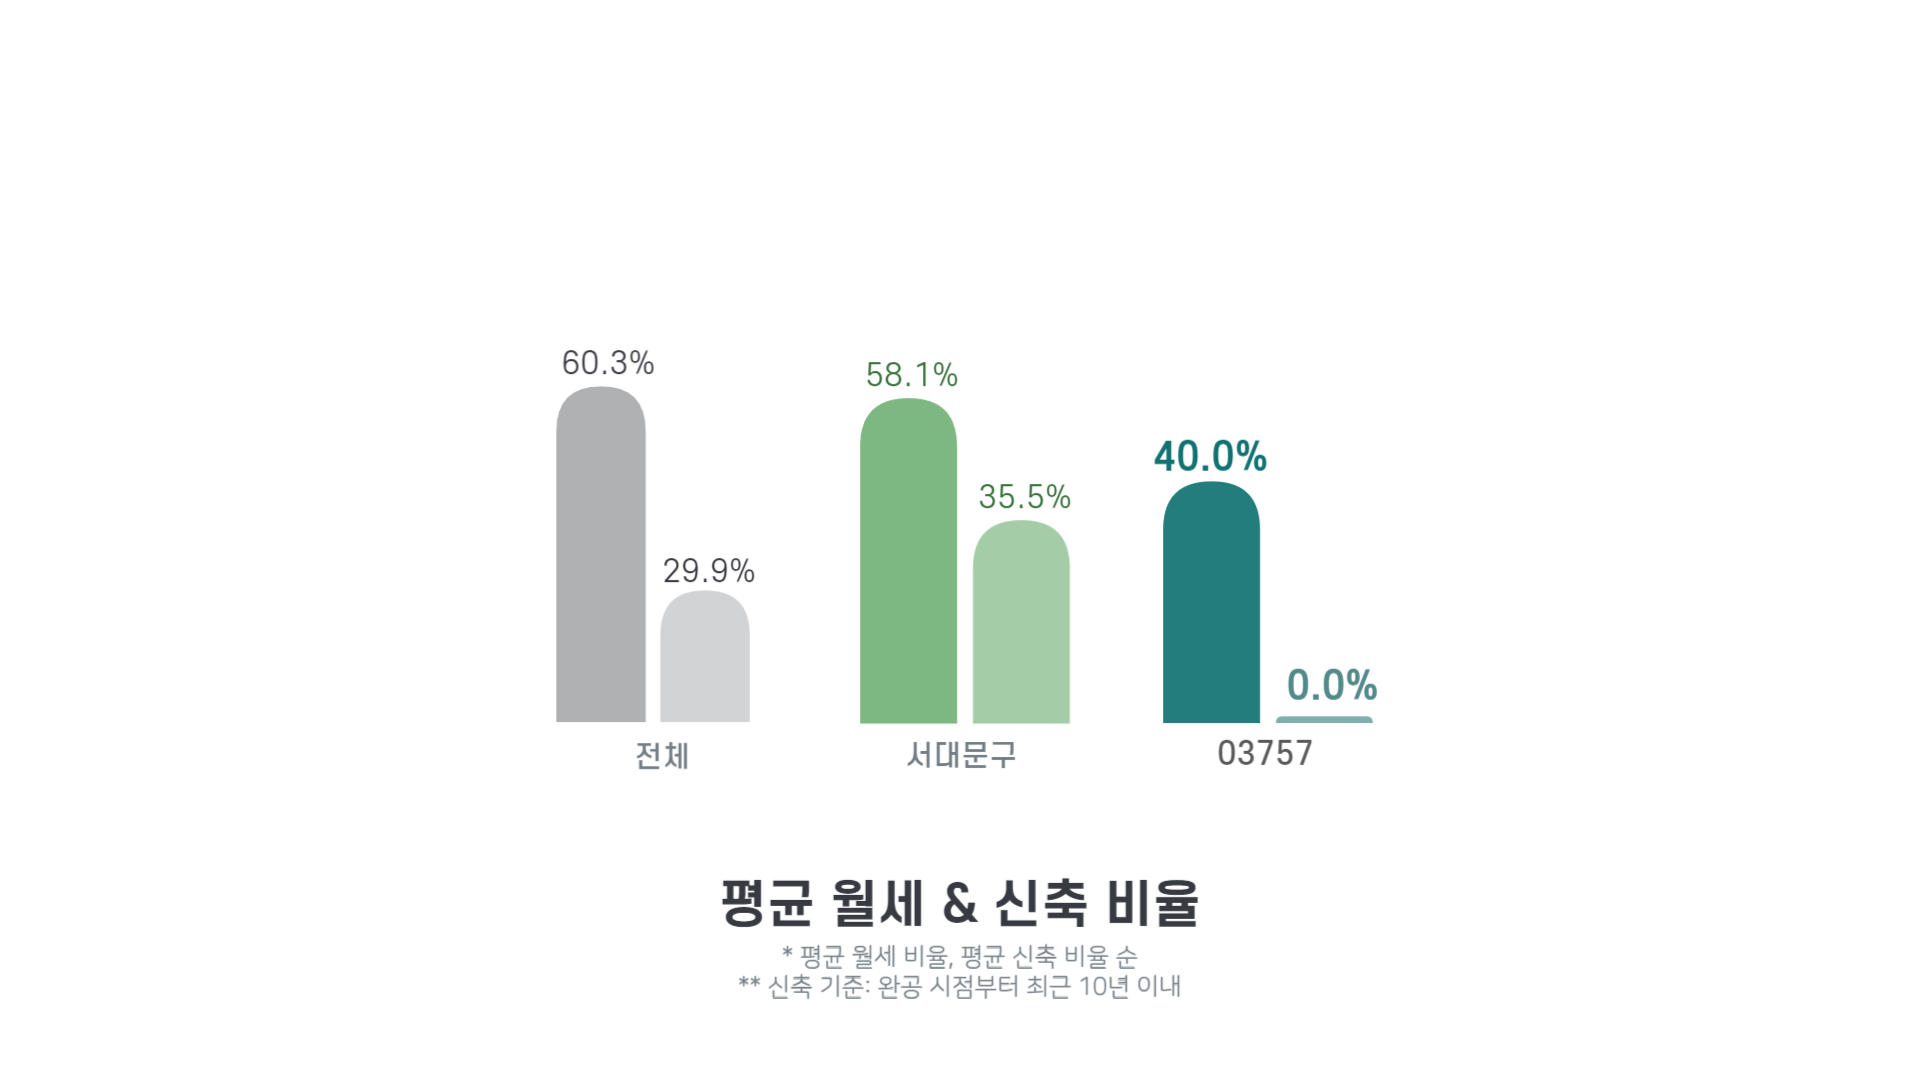 60.3%
29.9%
58.1%
35.5%
40.0%
0.0%
전체
서대문구
03757
평균 월세 & 신축 비율
* 평균 월세 비율, 평균 신축 비율 순
** 신축 기준: 완공 시점부터 최근 10년 이내